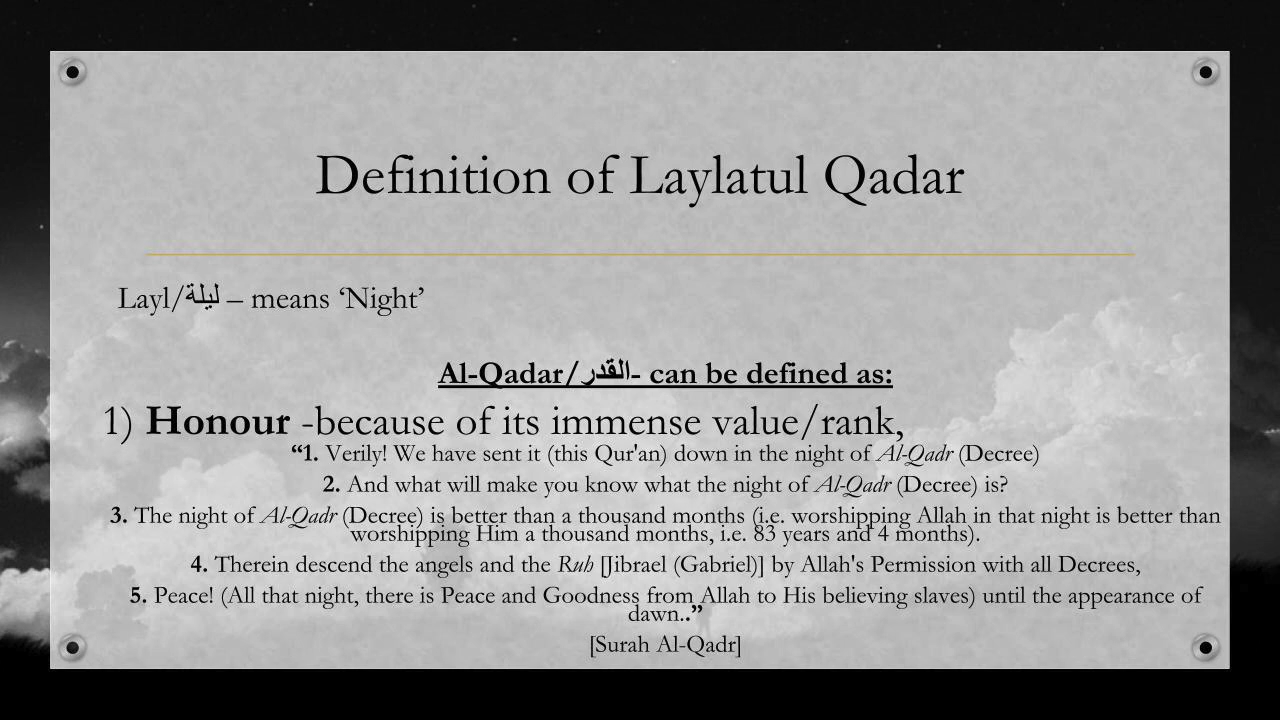 Definition of Laylatul Qadar
Layl/ليلة – means ‘Night’
Al-Qadar/القدر- can be defined as:
1) Honour -because of its immense value/rank,
“1. Verily! We have sent it (this Qur'an) down in the night of Al-Qadr (Decree)
2. And what will make you know what the night of Al-Qadr (Decree) is?
3. The night of Al-Qadr (Decree) is better than a thousand months (i.e. worshipping Allah in that night is better than
worshipping Him a thousand months, i.e. 83 years and 4 months).
4. Therein descend the angels and the Ruh [Jibrael (Gabriel)] by Allah's Permission with all Decrees,
5. Peace! (All that night, there is Peace and Goodness from Allah to His believing slaves) until the appearance of
dawn..”
[Surah Al-Qadr]